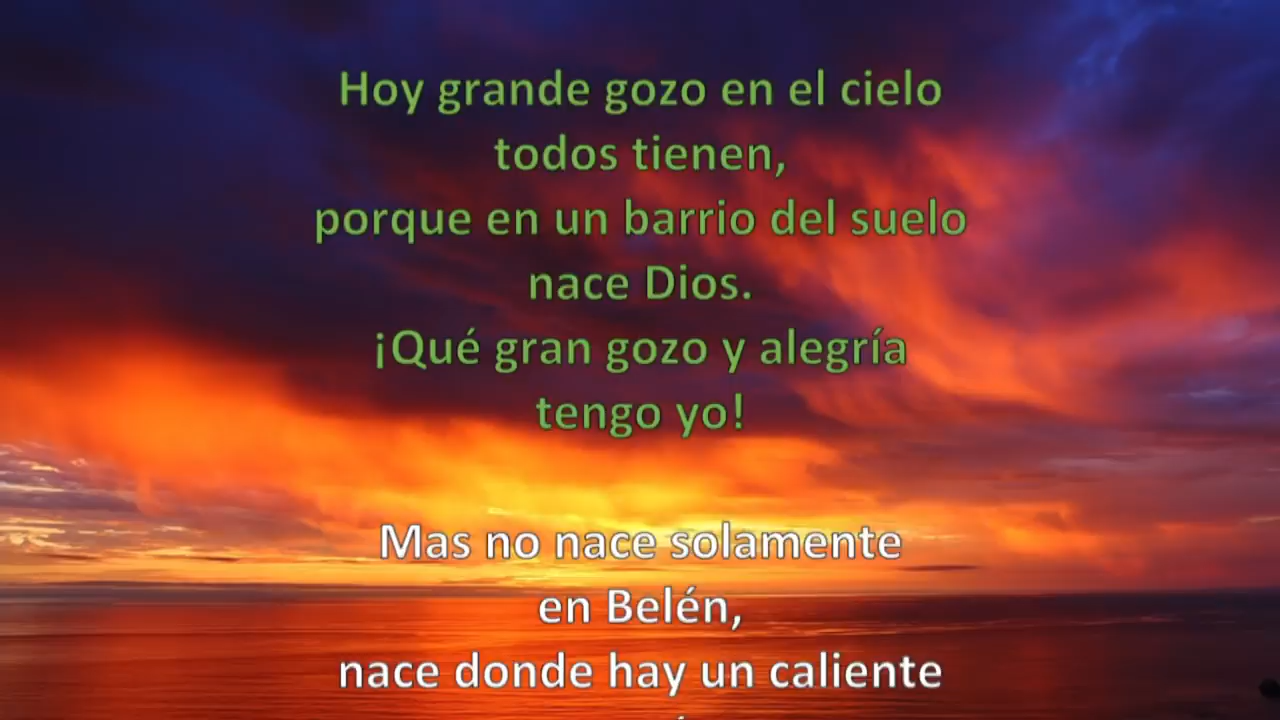 Hoy grande gozo en el cielo
todos tienen,
porque en un barrio del suelo
nace Dios.
¡Qué gran gozo y alegría
tengo yo!
Mas no nace solamente
en Belén,
nace donde hay un caliente